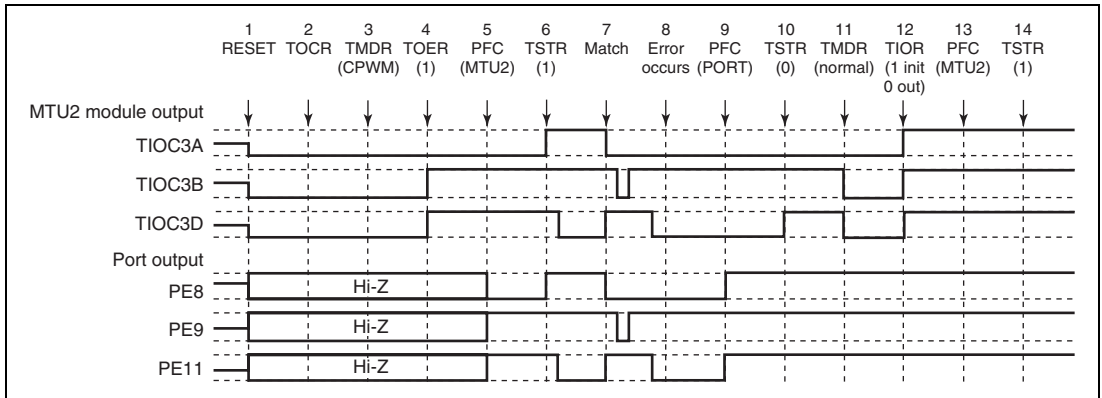 1 2 3 4 5 6 7 8 9 10 11 12 13 14
RESET TOCR TMDR TOER PFC TSTR Match Error PFC TSTR TMDR TIOR PFC TSTR
(CPWM) (1) (MTU2) (1) occurs (PORT) (0) (normal) (1 init (MTU2) (1)
0 out)
MTU2 module output
TIOC3A
TIOC3B
TIOC3D
Port output
PE8 Hi-Z
PE9 Hi-Z
PE11 Hi-Z